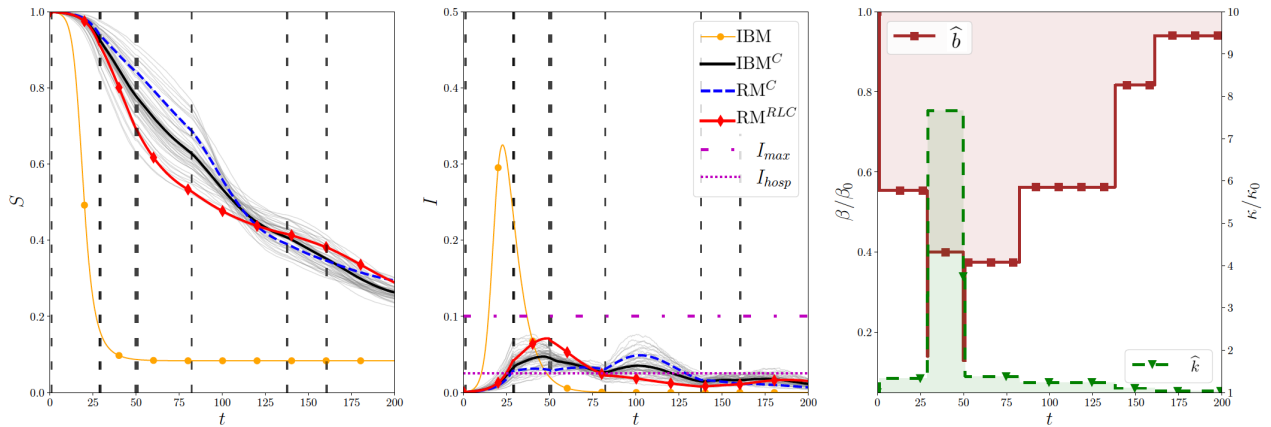 1.0
0.8
0.6
0.4
0.2
0.0
S
0 25 50 75 100 125 150 175 200
t
0.5
0.4
0.3
0.2
0.1
0.0
I
0 25 50 75 100 125 150 175 200
t
IBM
IBM^C
RM^C
RM^{RLC}
I_{max}
I_{hosp}
1.0
0.8
0.6
0.4
0.2
β/β_0
0 25 50 75 100 125 150 175 200
t
10
9
8
7
6
5
4
3
2
1
κ/κ_0
b̂
k̂